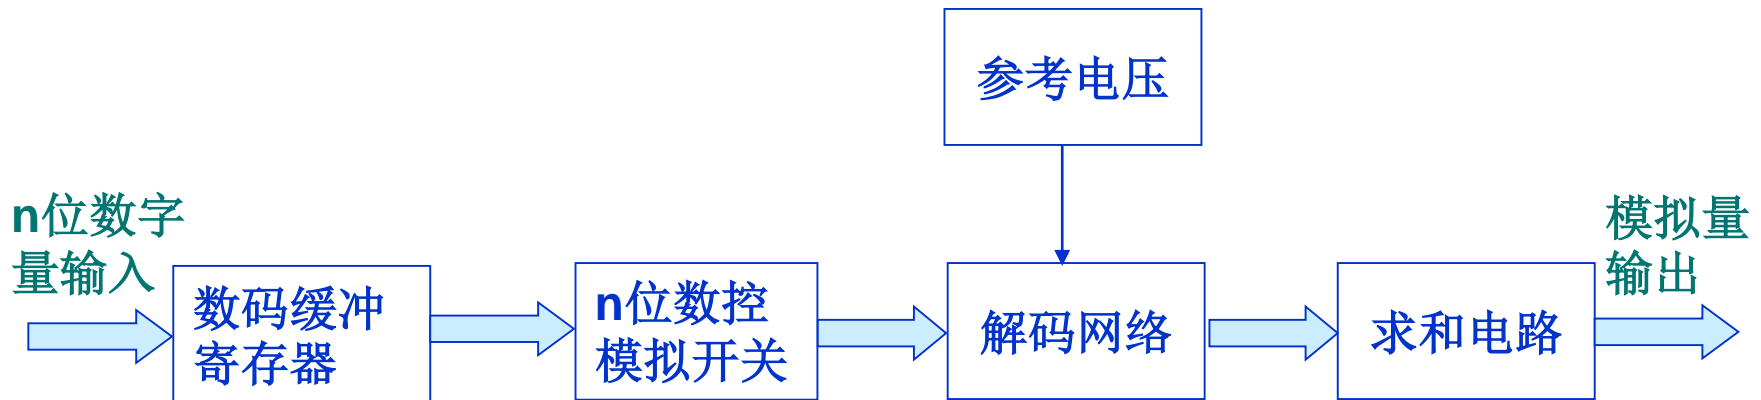 参考电压
n位数字
量输入
数码缓冲
寄存器
n位数控
模拟开关
解码网络
求和电路
模拟量
输出